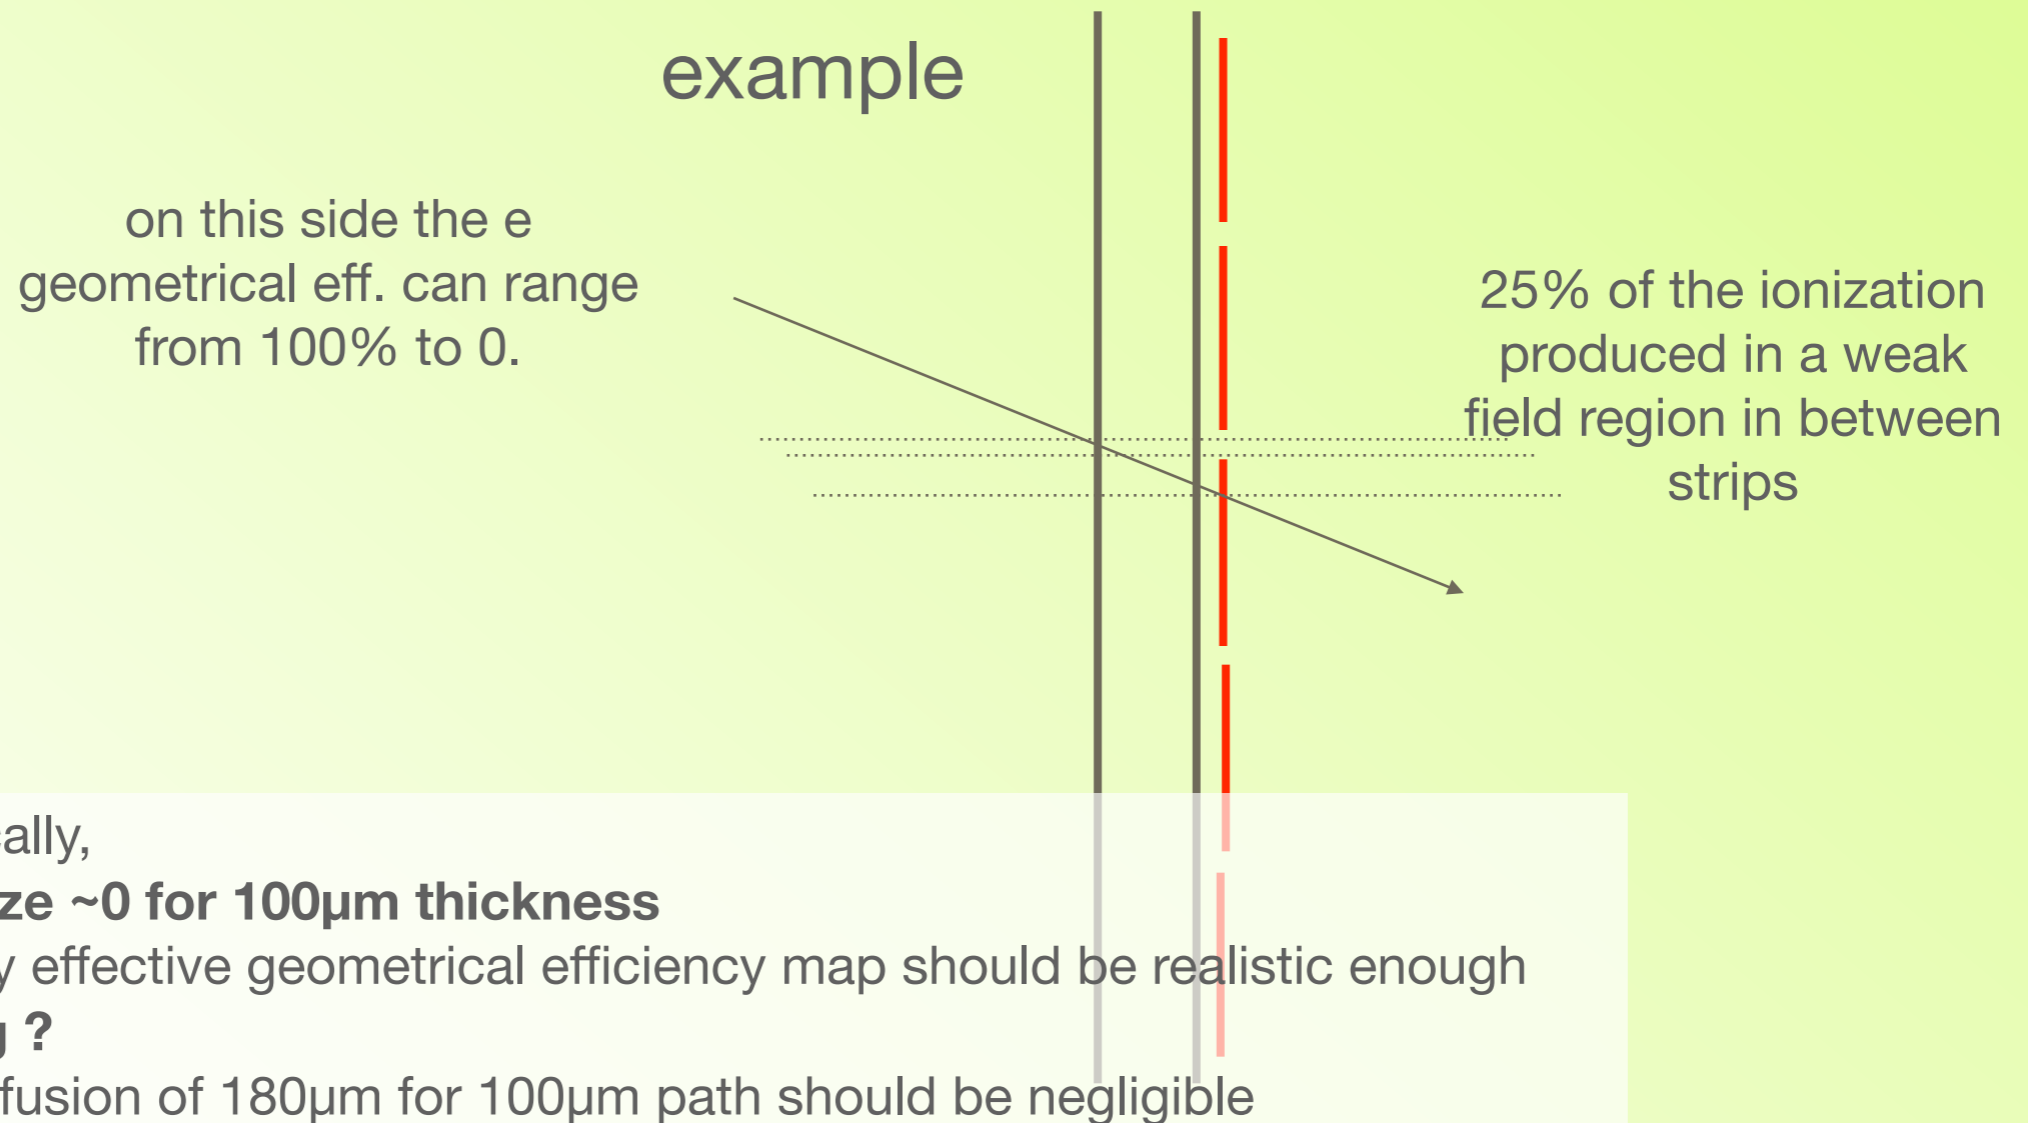 example
on this side the e
geometrical eff. can range
from 100% to 0.
25% of the ionization
produced in a weak
field region in between
strips
cally,
ze ~0 for 100µm thickness
y effective geometrical efficiency map should be realistic enough
g ?
fusion of 180µm for 100µm path should be negligible